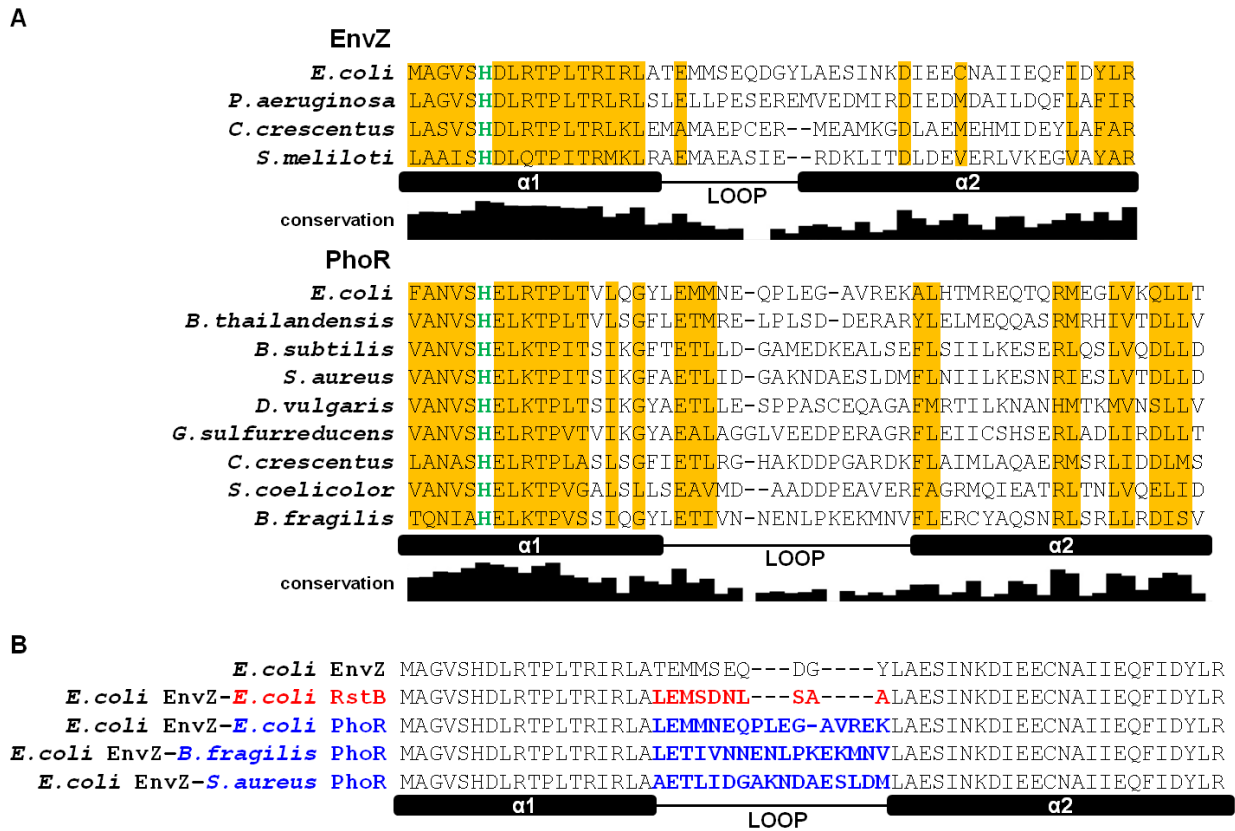 A
EnvZ
E.coli MAGVSHDLRTPLTRIRLATEMMSEQDGYLAESINKDIEECNAIIEQFIDYLR
P.aeruginosa LAGVSHDLRTPLTRLRLSLELLPESEREMVEDMIRDIEDMDAILDQFLAFIR
C.crescentus LASVSHDLRTPLTRLKLEMAMAEPCER--MEAMKGDLAEMEHMIDEYLAFAR
S.meliloti LAAISHDLQTPITRMKLRAEMAEASIE--RDKLITDLDEVERLVKEGVAYAR
α1 LOOP α2
conservation
PhoR
E.coli FANVSHELRTPLTVLQGYLEMMNE-QPLEG-AVREKALHTMREQTQRMEGLVKQLLT
B.thailandensis VANVSHELKTPLTVLSGFLETMRE-LPLSD-DERARYLELMEQQASRMRHIVTDLLV
B.subtilis VANVSHELKTPITSIKGFTETLLD-GAMEDKEALSEFLSIILKESERLQSLVQDLLD
S.aureus VANVSHELKTPITSIKGFAETLID-GAKNDAESLDMFLNIILKESNRIESLVTDLLD
D.vulgaris VANVSHELKTPLTSIKGYAETLLE-SPPASCEQAGAFMRTILKNANHMTKMVNSLLV
G.sulfurreducens VANVSHELRTPVTVIKGYAEALAGGLVEEDPERAGRFLEIICSHSERLADLIRDLLT
C.crescentus LANASHELRTPLASLSGFIETLRG-HAKDDPGARDKFLAIMLAQAERMSRLIDDLMS
S.coelicolor VANVSHELKTPVGALSLLSEAVMD--AADDPEAVERFAGRMQIEATRLTNLVQELID
B.fragilis TQNIAHELKTPVSSIQGYLETIVN-NENLPKEKMNVFLERCYAQSNRLSRLLRDISV
α1 LOOP α2
conservation
B
E.coli EnvZ MAGVSHDLRTPLTRIRLATEMMSEQ---DG----YLAESINKDIEECNAIIEQFIDYLR
E.coli EnvZ-E.coli RstB MAGVSHDLRTPLTRIRLALEMSDNL---SA----ALAESINKDIEECNAIIEQFIDYLR
E.coli EnvZ-E.coli PhoR MAGVSHDLRTPLTRIRLALEMMNEQPLEG-AVREKLAESINKDIEECNAIIEQFIDYLR
E.coli EnvZ-B.fragilis PhoR MAGVSHDLRTPLTRIRLALETIVNNENLPKEKMNVLAESINKDIEECNAIIEQFIDYLR
E.coli EnvZ-S.aureus PhoR MAGVSHDLRTPLTRIRLAAETLIDGAKNDAESLDMLAESINKDIEECNAIIEQFIDYLR
α1 LOOP α2